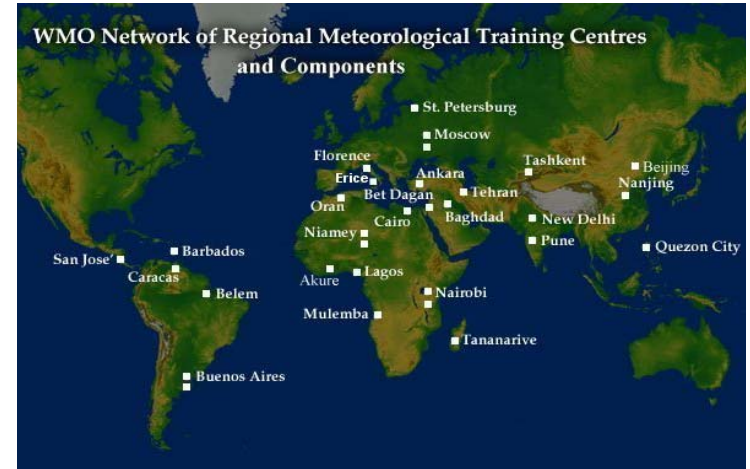 WMO Network of Regional Meteorological Training Centres
and Components
St. Petersburg
Moscow
Florence
Tashkent
Beijing
Erice
Ankara
Nanjing
Bet Dagan
Tehran
Oran
Cairo
Baghdad
New Delhi
Niamey
Pune
Quezon City
Barbados
San Jose'
Caracas
Akure
Lagos
Belem
Nairobi
Mulemba
Tananarive
Buenos Aires